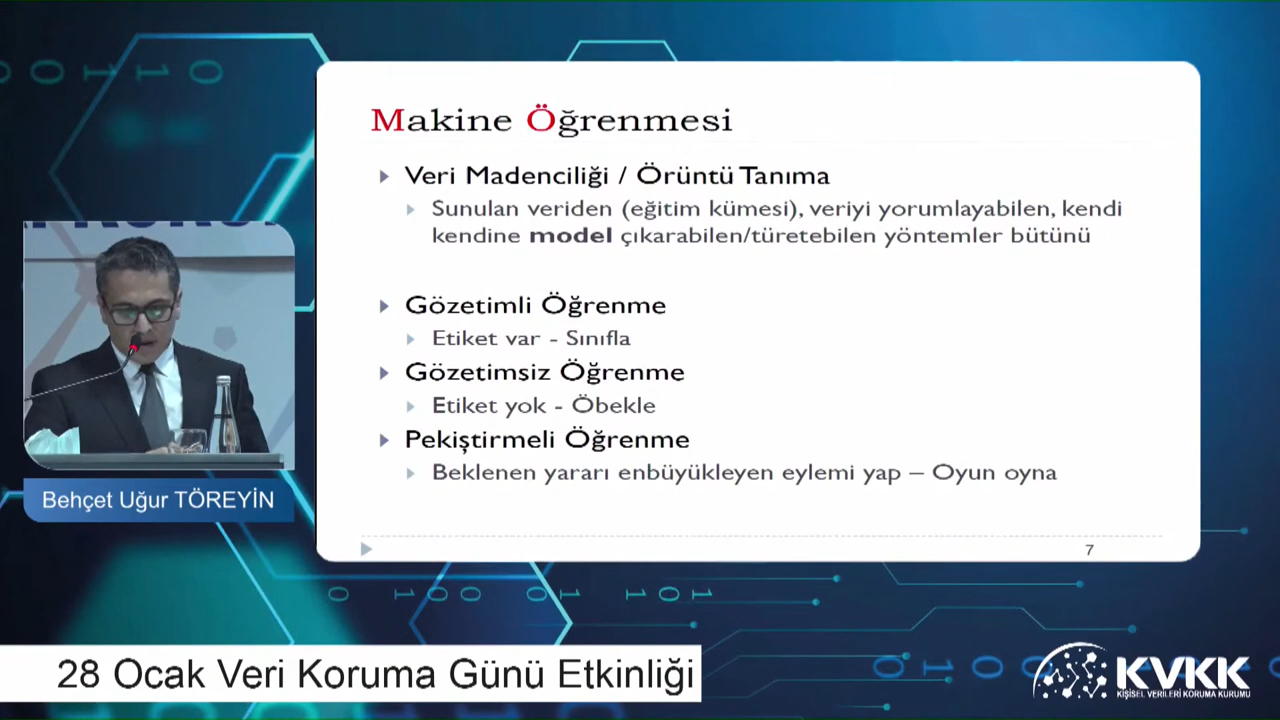 Makine Öğrenmesi
Veri Madenciliği / Örüntü Tanıma
Sunulan veriden (eğitim kümesi), veriyi yorumlayabilen, kendi
kendine model çıkarabilen/türetebilen yöntemler bütünü
Gözetimli Öğrenme
Etiket var - Sınıfla
Gözetimsiz Öğrenme
Etiket yok - Öbekle
Pekiştirmeli Öğrenme
Beklenen yararı enbüyükleyen eylemi yap – Oyun oyna
7
Behçet Uğur TÖREYİN
28 Ocak Veri Koruma Günü Etkinliği
KVKK
KİŞİSEL VERİLERİ KORUMA KURUMU